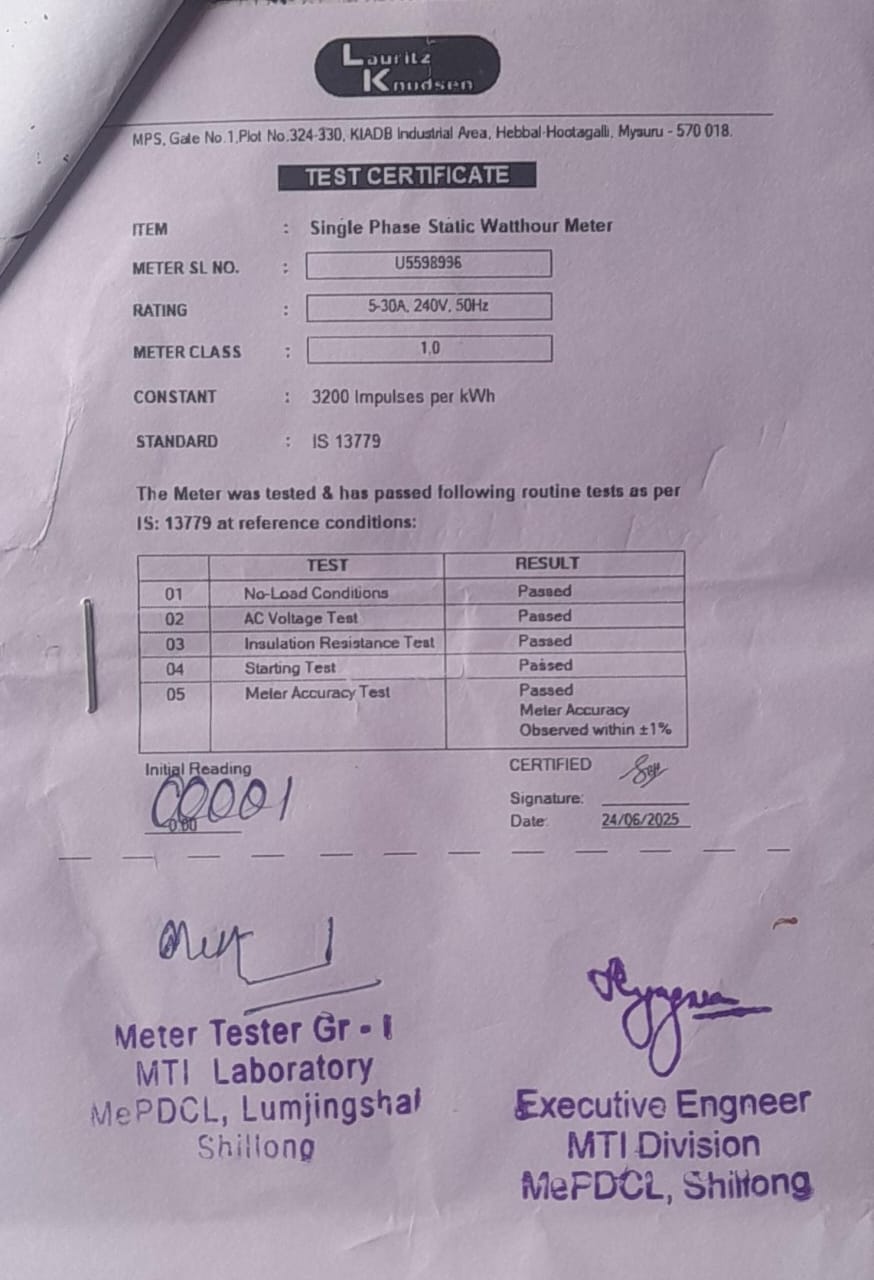 Lauritz
Knudsen
MPS, Gate No.1,Plot No.324-330, KIADB Industrial Area, Hebbal-Hootagalli, Mysuru - 570 018.
TEST CERTIFICATE
ITEM : Single Phase Static Watthour Meter
METER SL NO. : U5598996
RATING : 5-30A, 240V, 50Hz
METER CLASS : 1.0
CONSTANT : 3200 Impulses per kWh
STANDARD : IS 13779
The Meter was tested & has passed following routine tests as per
IS: 13779 at reference conditions:
TEST RESULT
01 No-Load Conditions Passed
02 AC Voltage Test Passed
03 Insulation Resistance Test Passed
04 Starting Test Passed
05 Meter Accuracy Test Passed
Meter Accuracy
Observed within ±1%
Initial Reading CERTIFIED
00001
0.00
Signature:
Date: 24/06/2025
Meter Tester Gr - I
MTI Laboratory
MePDCL, Lumjingshai
Shillong
Executive Engneer
MTI Division
MePDCL, Shillong